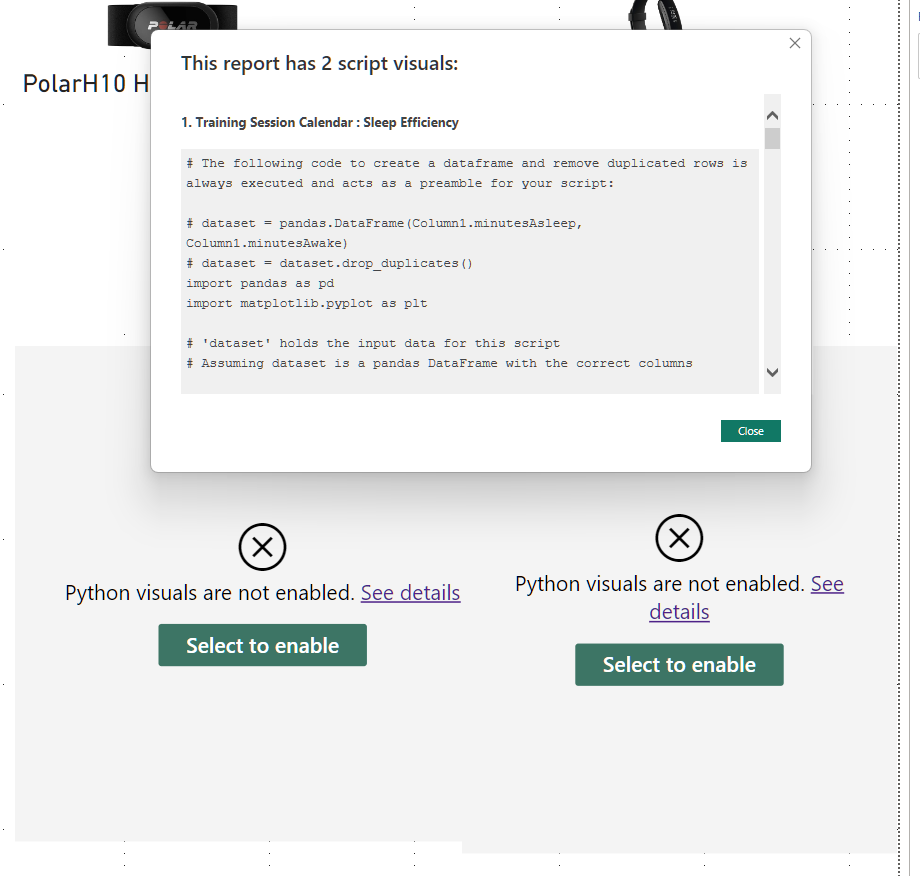 POLAR
PolarH10 H
This report has 2 script visuals:
1. Training Session Calendar : Sleep Efficiency
# The following code to create a dataframe and remove duplicated rows is
always executed and acts as a preamble for your script:
# dataset = pandas.DataFrame(Column1.minutesAsleep,
Column1.minutesAwake)
# dataset = dataset.drop_duplicates()
import pandas as pd
import matplotlib.pyplot as plt
# 'dataset' holds the input data for this script
# Assuming dataset is a pandas DataFrame with the correct columns
Close
Python visuals are not enabled. See details
Select to enable
Python visuals are not enabled. See
details
Select to enable